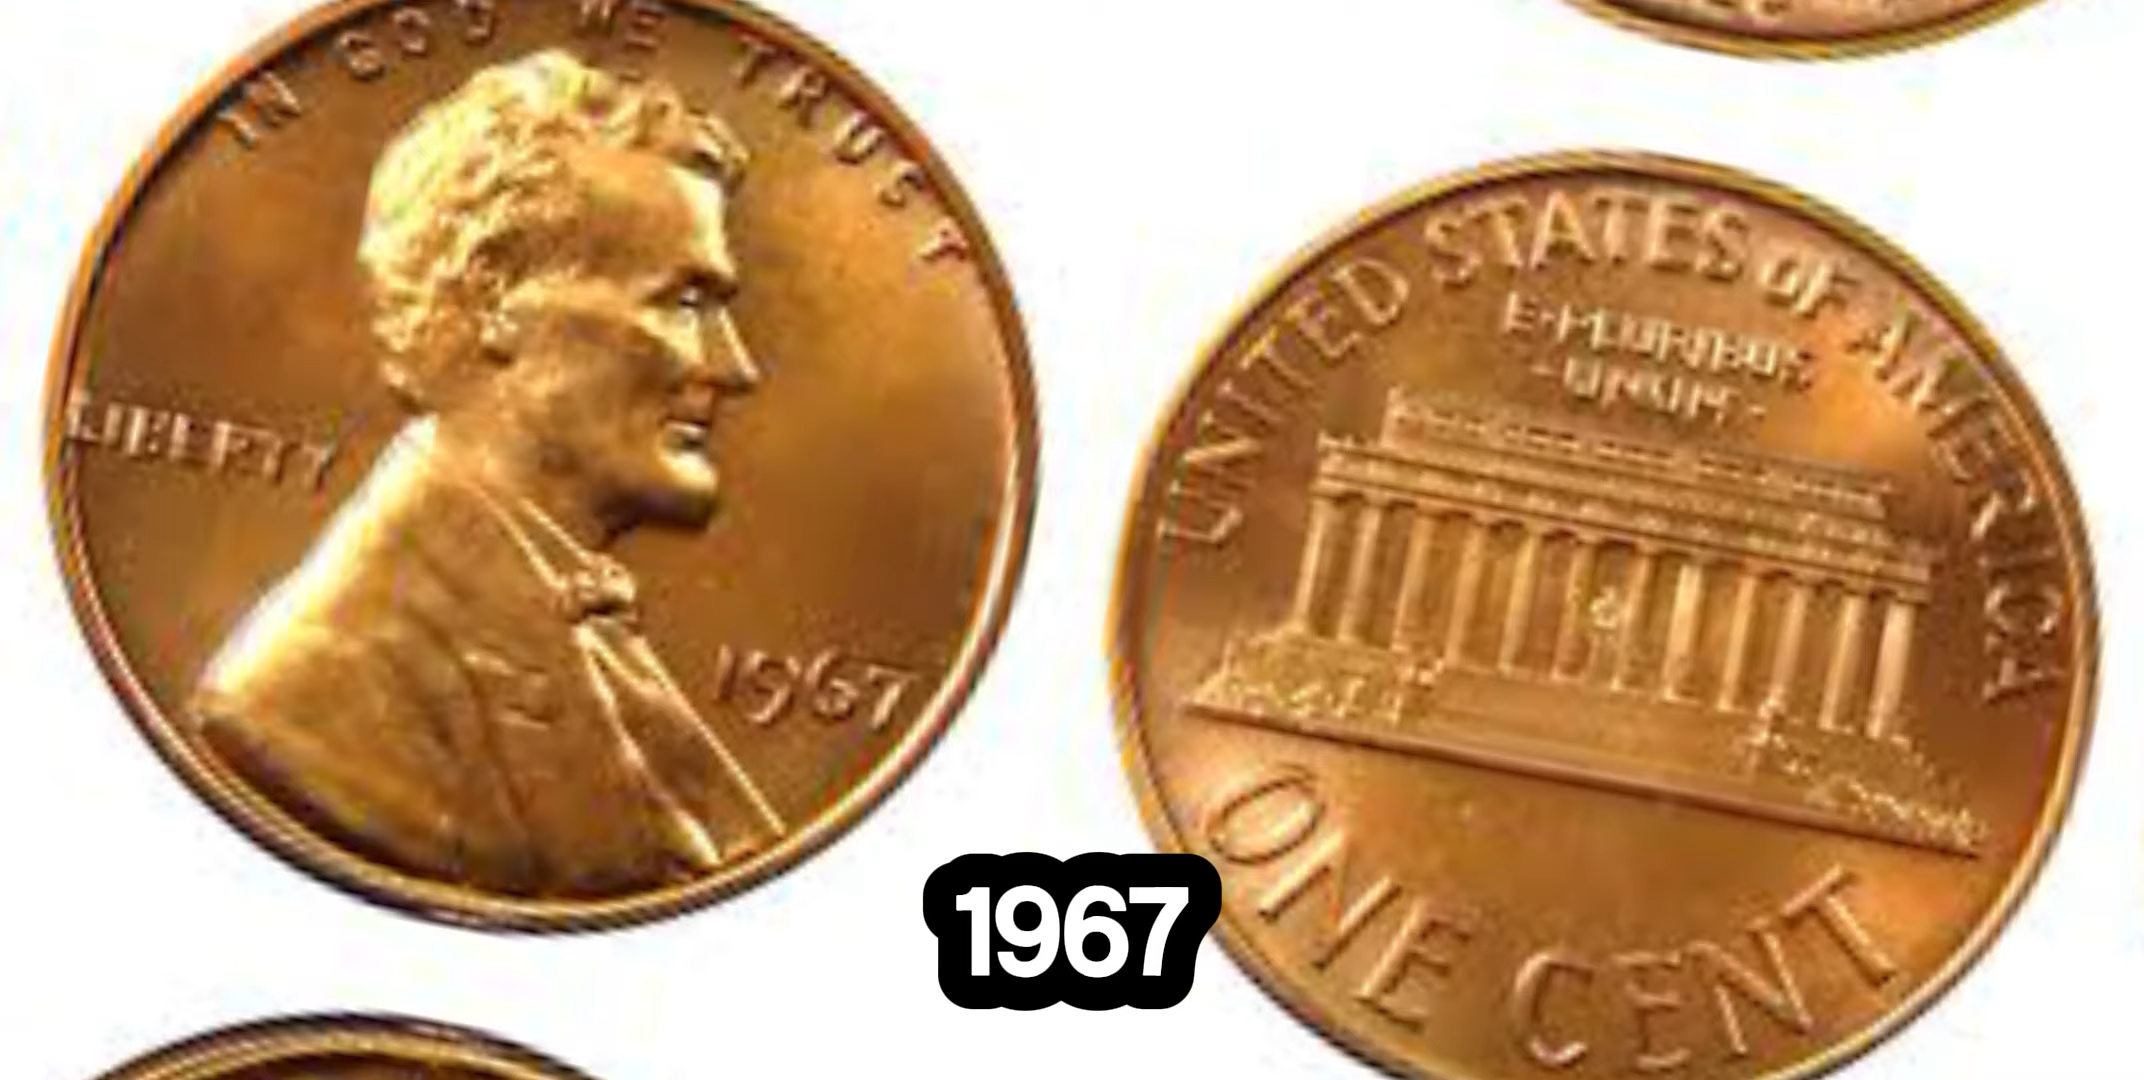 IN GOD WE TRUST
LIBERTY
1967
UNITED STATES OF AMERICA
E·PLURIBUS
·UNUM·
ONE CENT
1967